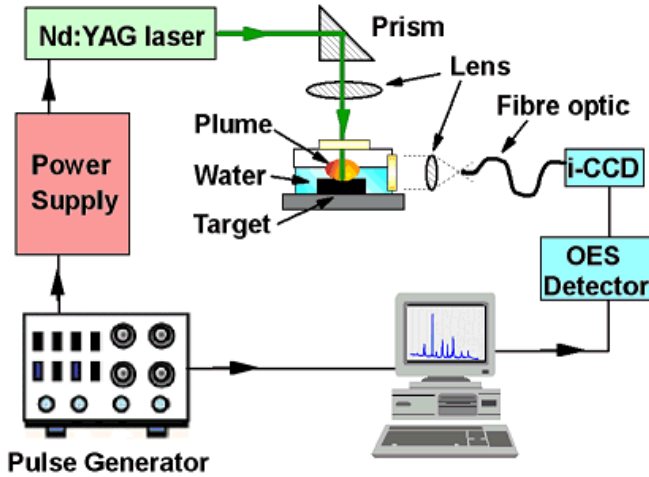 Nd:YAG laser
Prism
Lens
Fibre optic
Plume
Power
Supply
Water
i-CCD
Target
OES
Detector
Pulse Generator